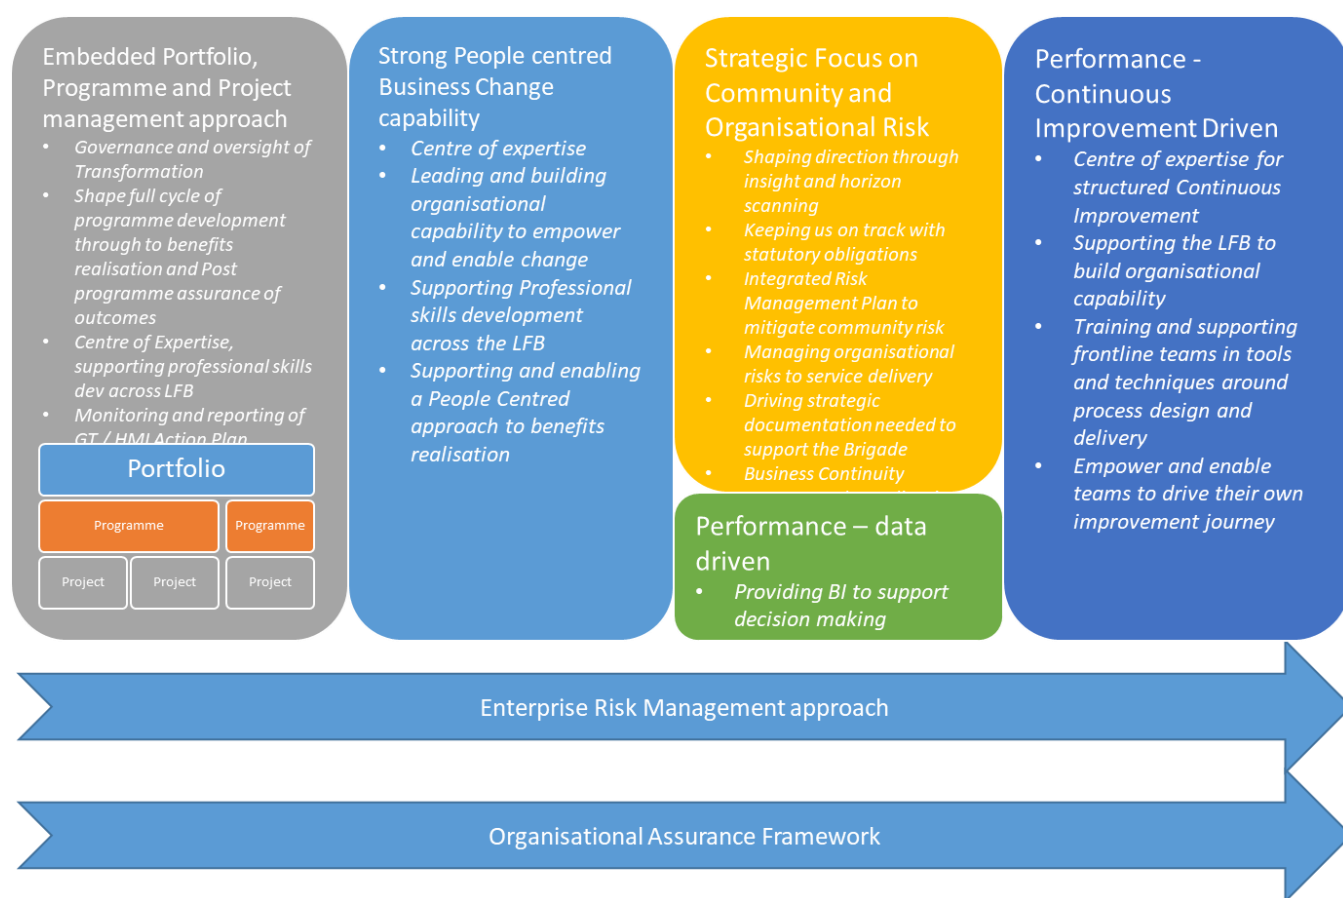 Embedded Portfolio,
Programme and Project
management approach
• Governance and oversight of
Transformation
• Shape full cycle of
programme development
through to benefits
realisation and Post
programme assurance of
outcomes
• Centre of Expertise,
supporting professional skills
dev across LFB
• Monitoring and reporting of
GT / HMI Action Plan
Portfolio
Programme
Programme
Project
Project
Project
Strong People centred
Business Change
capability
• Centre of expertise
• Leading and building
organisational
capability to empower
and enable change
• Supporting Professional
skills development
across the LFB
• Supporting and enabling
a People Centred
approach to benefits
realisation
Strategic Focus on
Community and
Organisational Risk
• Shaping direction through
insight and horizon
scanning
• Keeping us on track with
statutory obligations
• Integrated Risk
Management Plan to
mitigate community risk
• Managing organisational
risks to service delivery
• Driving strategic
documentation needed to
support the Brigade
• Business Continuity
Performance – data
driven
• Providing BI to support
decision making
Performance -
Continuous
Improvement Driven
• Centre of expertise for
structured Continuous
Improvement
• Supporting the LFB to
build organisational
capability
• Training and supporting
frontline teams in tools
and techniques around
process design and
delivery
• Empower and enable
teams to drive their own
improvement journey
Enterprise Risk Management approach
Organisational Assurance Framework